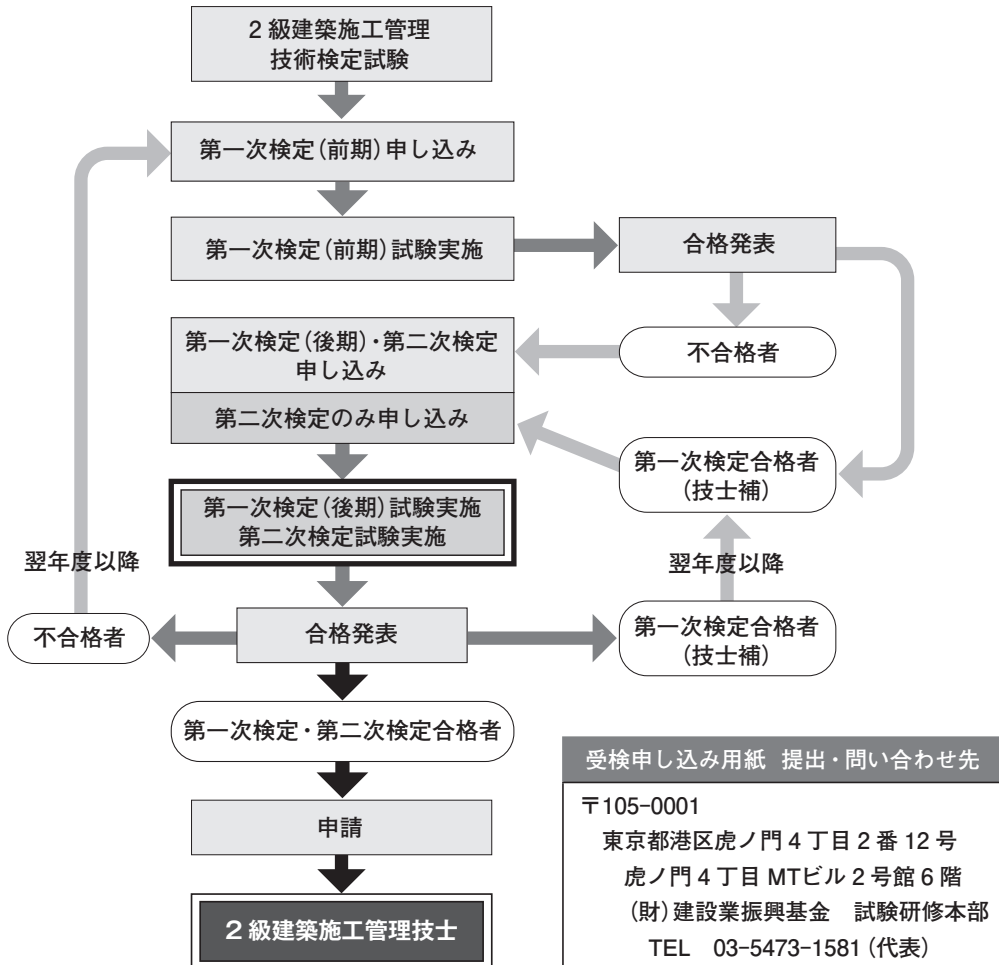 2級建築施工管理
技術検定試験
第一次検定(前期)申し込み
第一次検定(前期)試験実施
合格発表
第一次検定(後期)・第二次検定
申し込み
不合格者
第二次検定のみ申し込み
第一次検定合格者
(技士補)
第一次検定(後期)試験実施
第二次検定試験実施
翌年度以降
翌年度以降
不合格者
合格発表
第一次検定合格者
(技士補)
第一次検定・第二次検定合格者
申請
2級建築施工管理技士
受検申し込み用紙 提出・問い合わせ先
〒105-0001
東京都港区虎ノ門4丁目2番12号
虎ノ門4丁目MTビル2号館6階
(財)建設業振興基金 試験研修本部
TEL 03-5473-1581(代表)